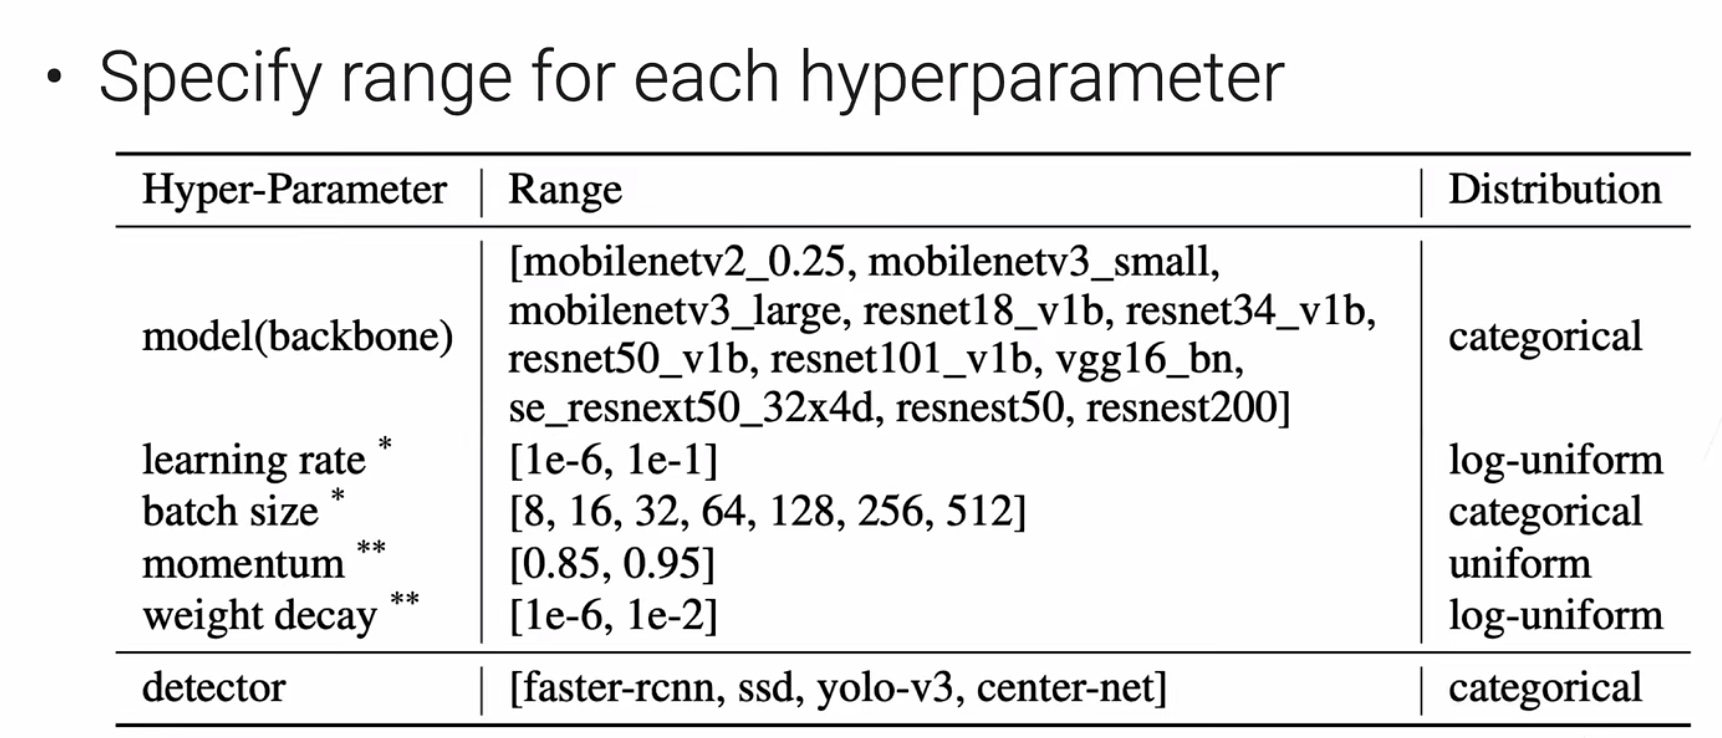 • Specify range for each hyperparameter
Hyper-Parameter | Range | Distribution
[mobilenetv2_0.25, mobilenetv3_small,
mobilenetv3_large, resnet18_v1b, resnet34_v1b,
model(backbone) categorical
resnet50_v1b, resnet101_v1b, vgg16_bn,
se_resnext50_32x4d, resnest50, resnest200]
learning rate * [1e-6, 1e-1] log-uniform
batch size * [8, 16, 32, 64, 128, 256, 512] categorical
momentum ** [0.85, 0.95] uniform
weight decay ** [1e-6, 1e-2] log-uniform
detector | [faster-rcnn, ssd, yolo-v3, center-net] | categorical